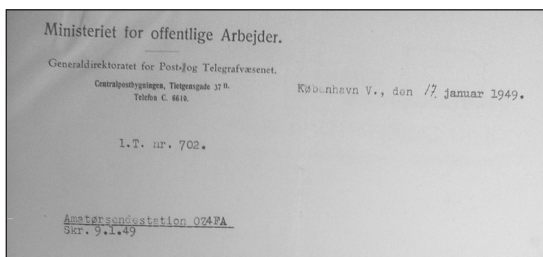 Ministeriet for offentlige Arbejder.
Generaldirektoratet for Post- og Telegrafvæsenet.
Centralpostbygningen, Tietgensgade 37
Telefon C. 6610.
København V., den 17 januar 1949.
1.T. nr. 702.
Amatørsendestation OZ4FA
Skr. 9.1.49